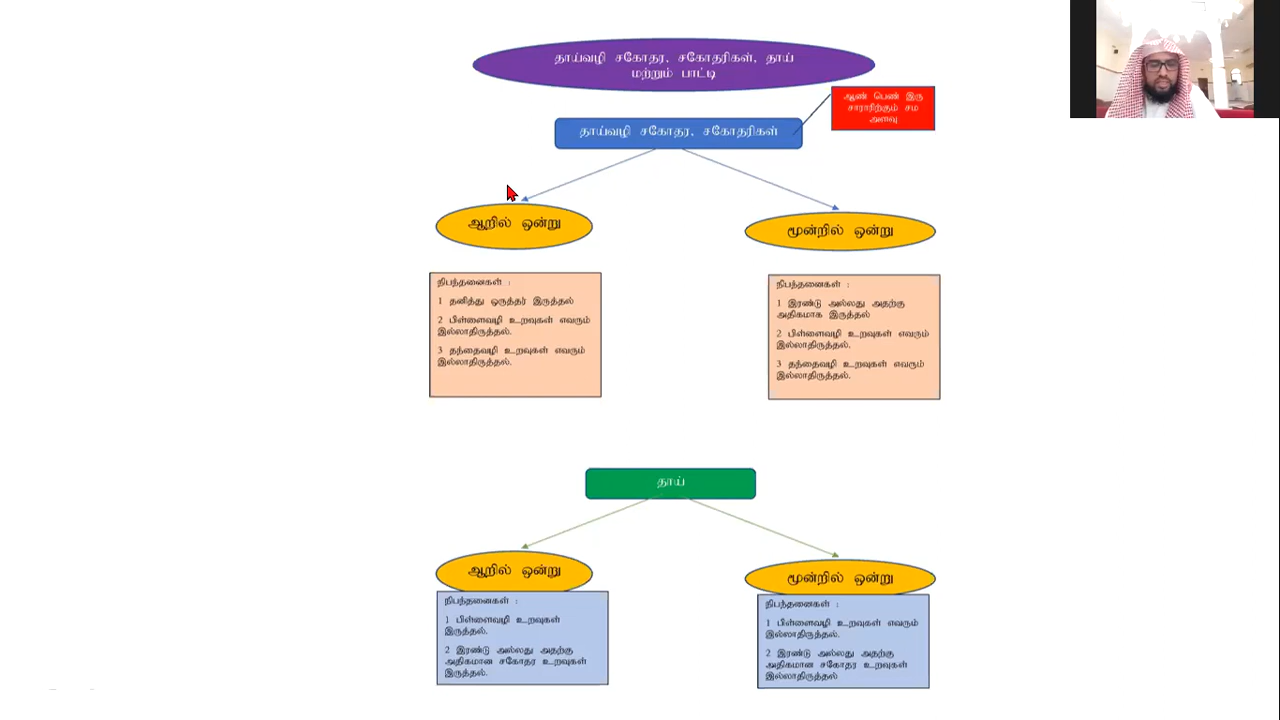 தாய்வழி சகோதர, சகோதரிகள், தாய்
மற்றும் பாட்டி
ஆண் பெண் இரு
சாராரிற்கும் சம
அளவு
தாய்வழி சகோதர, சகோதரிகள்
ஆறில் ஒன்று
மூன்றில் ஒன்று
நிபத்தனைகள் :
1 தனித்து ஒருத்தர் இருத்தல்
2 பிள்ளைவழி உறவுகள் எவரும்
இல்லாதிருத்தல்.
3 தந்தைவழி உறவுகள் எவரும்
இல்லாதிருத்தல்.
நிபத்தனைகள் :
1 இரண்டு அல்லது அதற்கு
அதிகமாக இருத்தல்
2 பிள்ளைவழி உறவுகள் எவரும்
இல்லாதிருத்தல்.
3 தந்தைவழி உறவுகள் எவரும்
இல்லாதிருத்தல்.
தாய்
ஆறில் ஒன்று
மூன்றில் ஒன்று
நிபத்தனைகள் :
1 பிள்ளைவழி உறவுகள்
இருத்தல்.
2 இரண்டு அல்லது அதற்கு
அதிகமான சகோதர உறவுகள்
இருத்தல்.
நிபத்தனைகள் :
1 பிள்ளைவழி உறவுகள் எவரும்
இல்லாதிருத்தல்.
2 இரண்டு அல்லது அதற்கு
அதிகமான சகோதர உறவுகள்
இல்லாதிருத்தல்